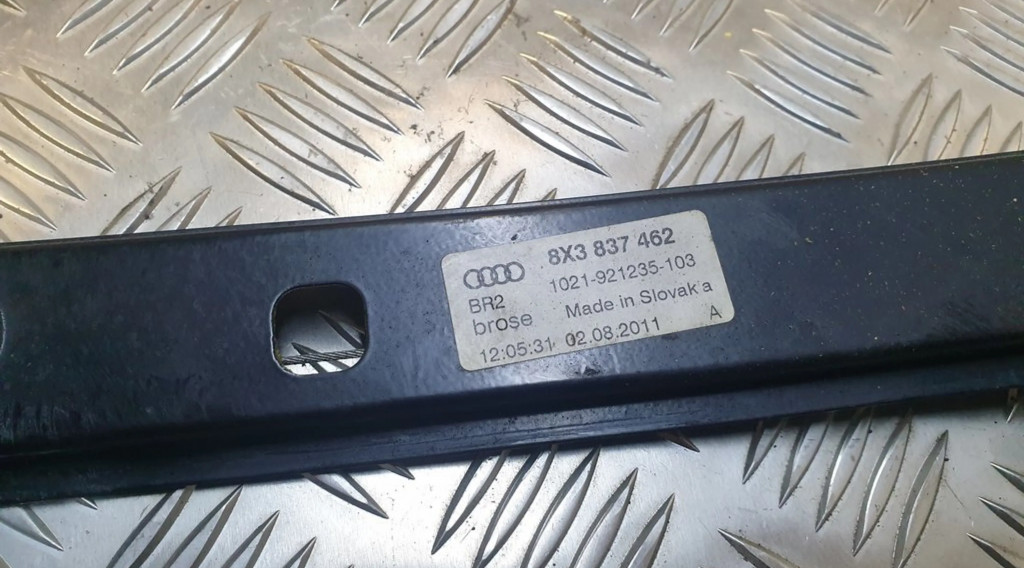 8X3 837 462
1021-921235-103
BR2
brose
Made in Slovakia
12:05:31 02.08.2011
A